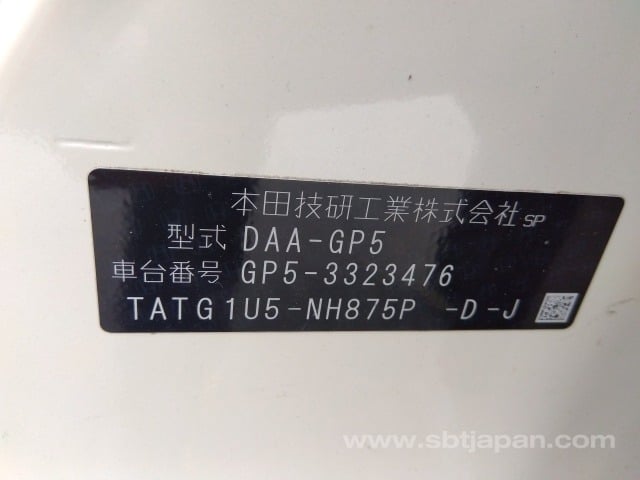 本田技研工業株式会社 SP
型式 DAA-GP5
車台番号 GP5-3323476
TATG1U5-NH875P -D-J
www.sbtjapan.com